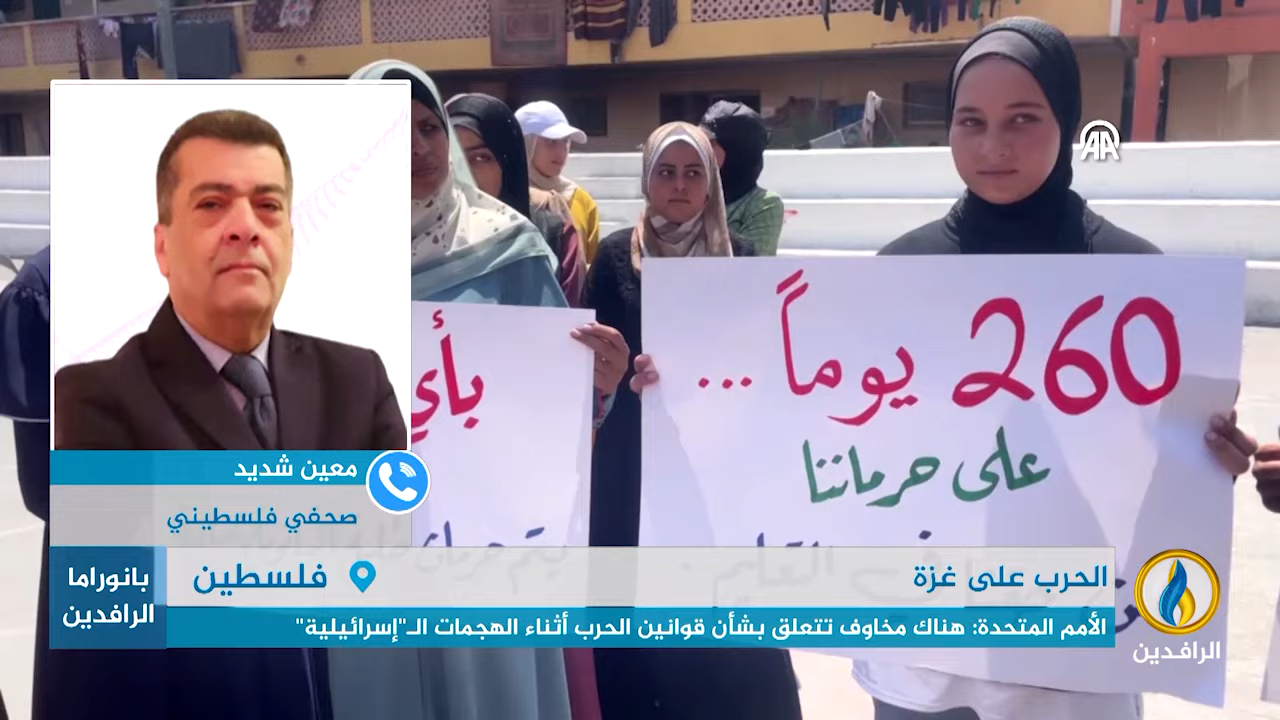 AA
260 يوماً ...
على حرماننا
بأي
معين شديد
صحفي فلسطيني
الحرب على غزة
فلسطين
بانوراما
الرافدين
الأمم المتحدة: هناك مخاوف تتعلق بشأن قوانين الحرب أثناء الهجمات الـ"إسرائيلية"
الرافدين